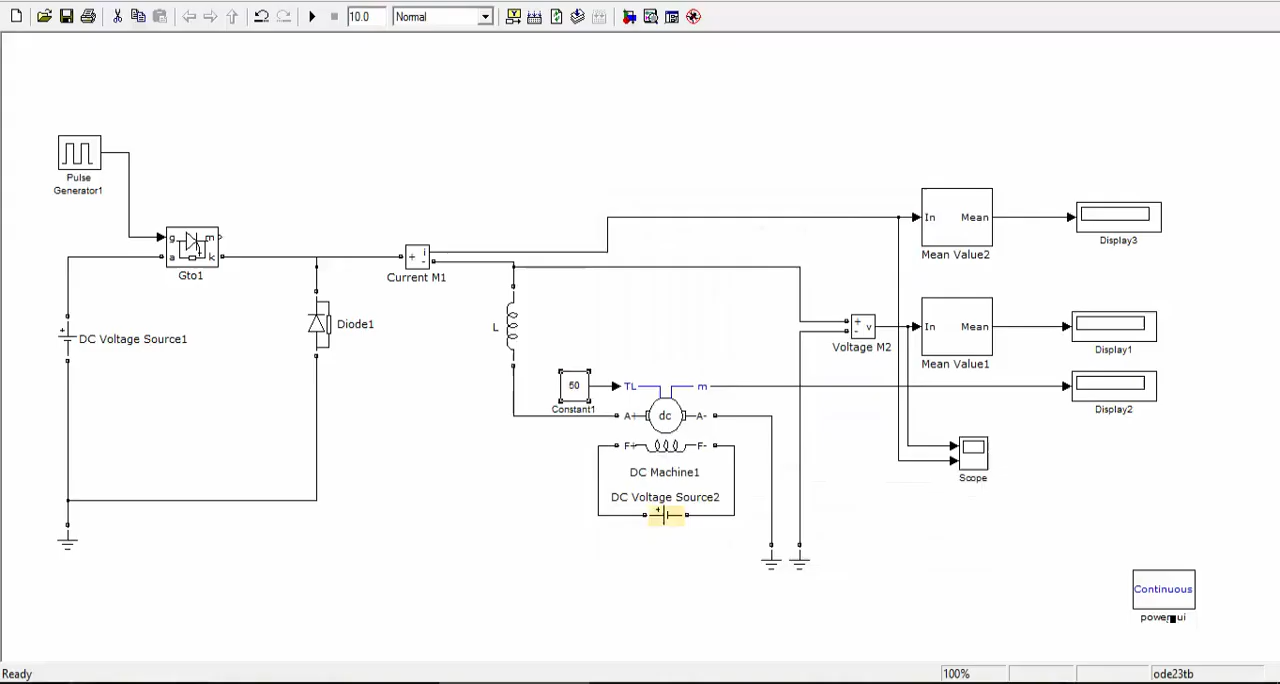 10.0 Normal
Pulse
Generator1
g m
a k
Gto1
DC Voltage Source1
Diode1
+ i
-
Current M1
L
50
Constant1
TL m
A+ dc A-
F+ F-
DC Machine1
DC Voltage Source2
+
In Mean
Mean Value2
Display3
+ v
-
Voltage M2
In Mean
Mean Value1
Display1
Display2
Scope
Continuous
powergui
Ready 100% ode23tb